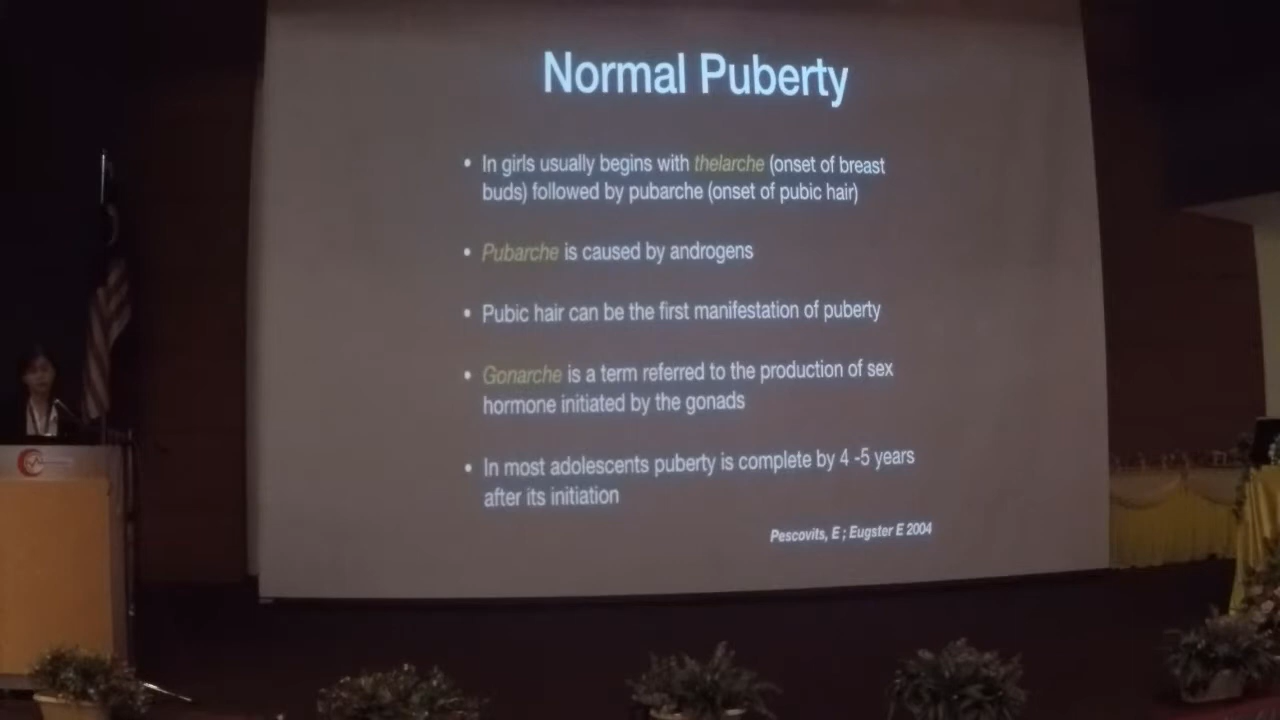 Normal Puberty
• In girls usually begins with thelarche (onset of breast
buds) followed by pubarche (onset of pubic hair)
• Pubarche is caused by androgens
• Pubic hair can be the first manifestation of puberty
• Gonarche is a term referred to the production of sex
hormone initiated by the gonads
• In most adolescents puberty is complete by 4 -5 years
after its initiation
Pescovits, E ; Eugster E 2004